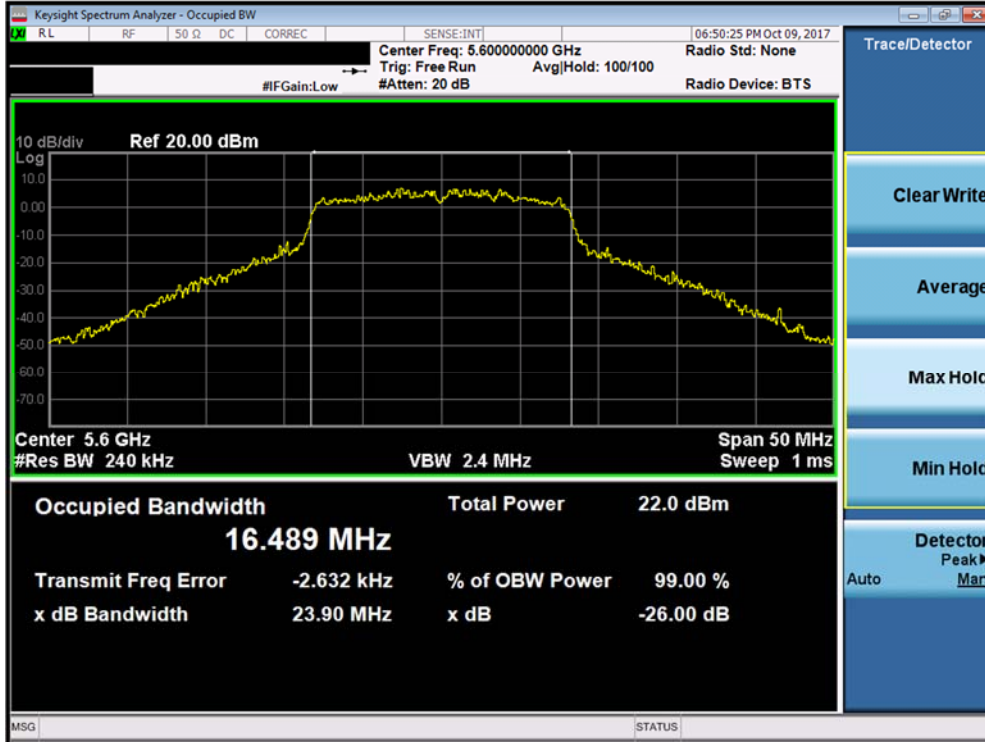 Keysight Spectrum Analyzer - Occupied BW
LXI RL RF 50 Ω DC CORREC SENSE:INT 06:50:25 PM Oct 09, 2017
Center Freq: 5.600000000 GHz Radio Std: None
Trig: Free Run Avg|Hold: 100/100
#IFGain:Low #Atten: 20 dB Radio Device: BTS
Trace/Detector
10 dB/div Ref 20.00 dBm
Log
10.0
0.00
-10.0
-20.0
-30.0
-40.0
-50.0
-60.0
-70.0
Center 5.6 GHz Span 50 MHz
#Res BW 240 kHz VBW 2.4 MHz Sweep 1 ms
Occupied Bandwidth Total Power 22.0 dBm
16.489 MHz
Transmit Freq Error -2.632 kHz % of OBW Power 99.00 %
x dB Bandwidth 23.90 MHz x dB -26.00 dB
Clear Write
Average
Max Hold
Min Hold
Detector
Peak▶
Auto Man
MSG STATUS